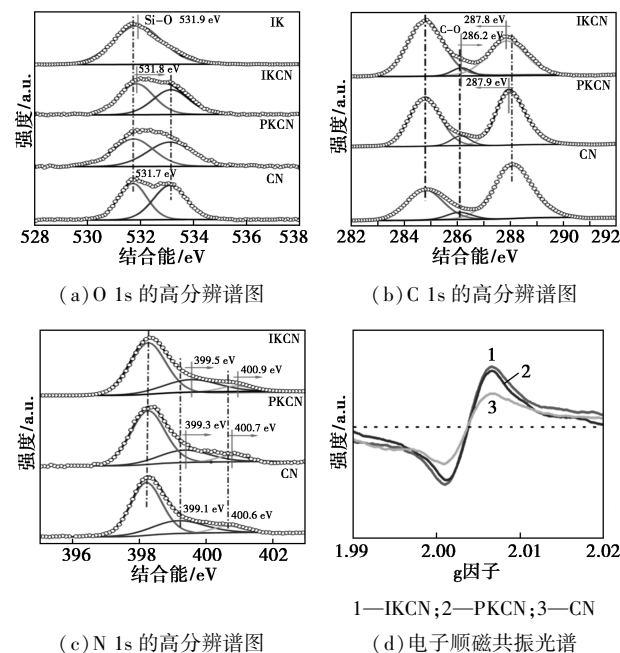 Si–O 531.9 eV
IK
531.8 eV
IKCN
PKCN
531.7 eV
CN
强度/a.u.
528 530 532 534 536 538
结合能/eV
(a)O 1s 的高分辨谱图
C–O
287.8 eV
286.2 eV
IKCN
287.9 eV
PKCN
CN
强度/a.u.
282 284 286 288 290 292
结合能/eV
(b)C 1s 的高分辨谱图
IKCN
399.5 eV
400.9 eV
PKCN
399.3 eV
400.7 eV
CN
399.1 eV
400.6 eV
强度/a.u.
396 398 400 402
结合能/eV
(c)N 1s 的高分辨谱图
1
2
3
强度/a.u.
1.99 2.00 2.01 2.02
g因子
1—IKCN;2—PKCN;3—CN
(d)电子顺磁共振光谱